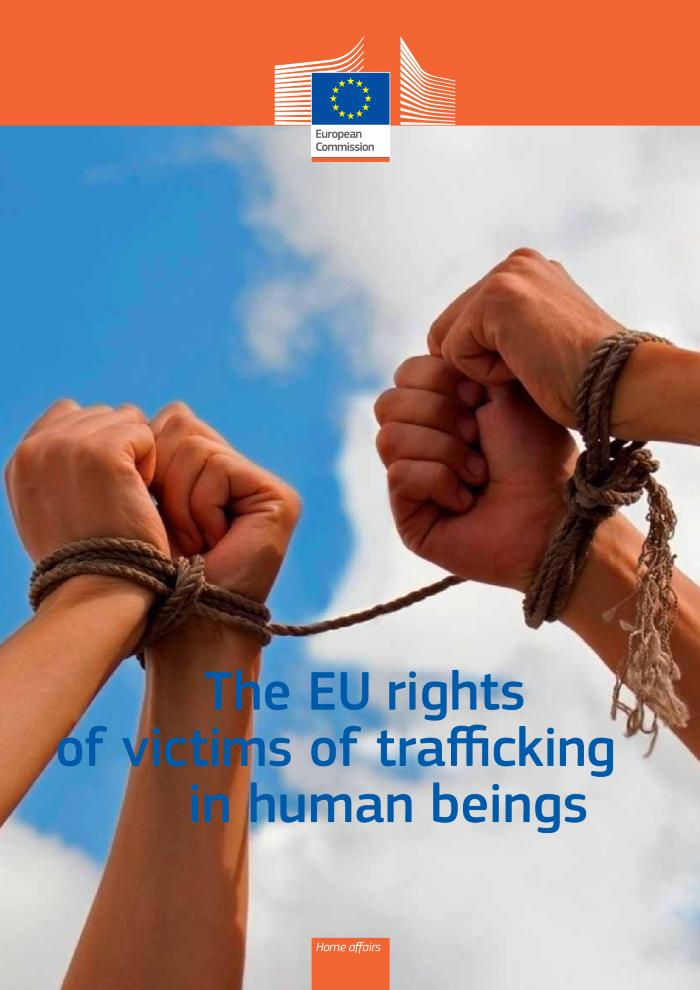 European
Commission
The EU rights
of victims of trafficking
in human beings
Home affairs